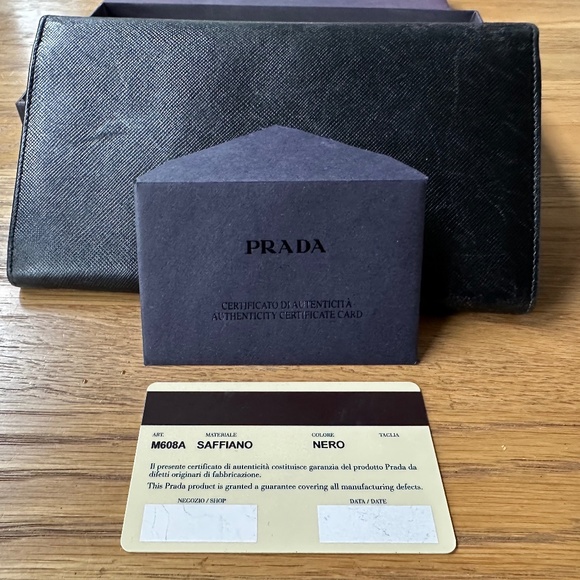 PRADA
CERTIFICATO DI AUTENTICITÀ
AUTHENTICITY CERTIFICATE CARD
ART. MATERIALE COLORE TAGLIA
M608A SAFFIANO NERO
Il presente certificato di autenticità costituisce garanzia del prodotto Prada da
difetti originari di fabbricazione.
This Prada product is granted a guarantee covering all manufacturing defects.
NEGOZIO / SHOP DATA / DATE